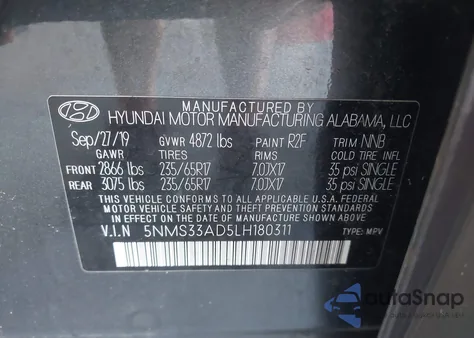 MANUFACTURED BY
HYUNDAI MOTOR MANUFACTURING ALABAMA, LLC
Sep/27/19 GVWR 4872 lbs PAINT R2F TRIM NNB
GAWR TIRES RIMS COLD TIRE INFL
FRONT 2866 lbs 235/65R17 7.0JX17 35 psi SINGLE
REAR 3075 lbs 235/65R17 7.0JX17 35 psi SINGLE
THIS VEHICLE CONFORMS TO ALL APPLICABLE U.S.A. FEDERAL
MOTOR VEHICLE SAFETY AND THEFT PREVENTION STANDARDS
IN EFFECT ON THE DATE OF MANUFACTURE SHOWN ABOVE.
V.I.N 5NMS33AD5LH180311 TYPE: MPV
autoSnap